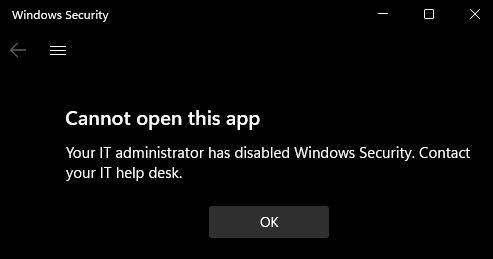 Windows Security
Cannot open this app
Your IT administrator has disabled Windows Security. Contact
your IT help desk.
OK